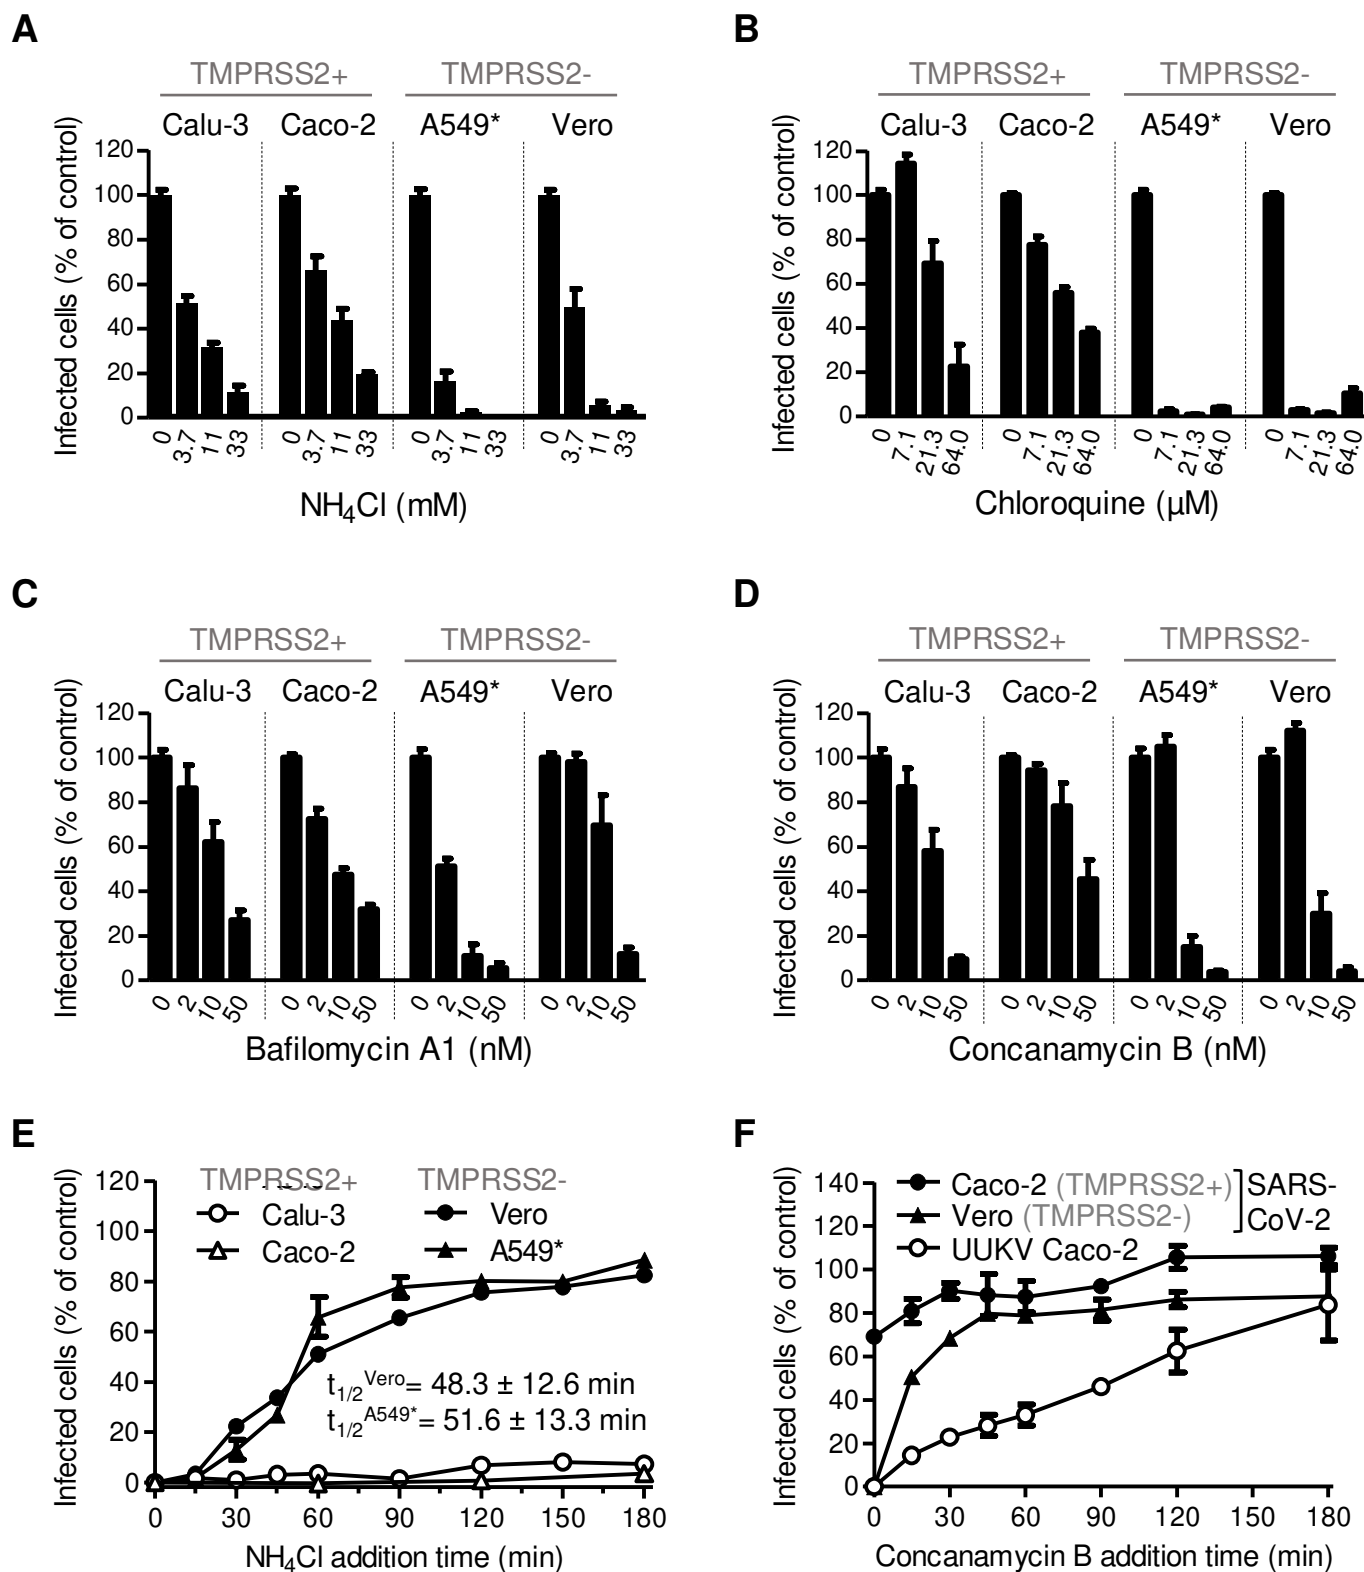 A
TMPRSS2+ TMPRSS2-
Calu-3 Caco-2 A549* Vero
Infected cells (% of control)
120
100
80
60
40
20
0
0 3.7 11 33 0 3.7 11 33 0 3.7 11 33 0 3.7 11 33
NH4Cl (mM)
B
TMPRSS2+ TMPRSS2-
Calu-3 Caco-2 A549* Vero
Infected cells (% of control)
120
100
80
60
40
20
0
0 7.1 21.3 64.0 0 7.1 21.3 64.0 0 7.1 21.3 64.0 0 7.1 21.3 64.0
Chloroquine (µM)
C
TMPRSS2+ TMPRSS2-
Calu-3 Caco-2 A549* Vero
Infected cells (% of control)
120
100
80
60
40
20
0
0 2 10 50 0 2 10 50 0 2 10 50 0 2 10 50
Bafilomycin A1 (nM)
D
TMPRSS2+ TMPRSS2-
Calu-3 Caco-2 A549* Vero
Infected cells (% of control)
120
100
80
60
40
20
0
0 2 10 50 0 2 10 50 0 2 10 50 0 2 10 50
Concanamycin B (nM)
E
Infected cells (% of control)
120
100
80
60
40
20
0
TMPRSS2+ TMPRSS2-
Calu-3 Vero
Caco-2 A549*
t1/2Vero= 48.3 ± 12.6 min
t1/2A549*= 51.6 ± 13.3 min
0 30 60 90 120 150 180
NH4Cl addition time (min)
F
Infected cells (% of control)
140
120
100
80
60
40
20
0
Caco-2 (TMPRSS2+) SARS-
Vero (TMPRSS2-) CoV-2
UUKV Caco-2
0 30 60 90 120 150 180
Concanamycin B addition time (min)